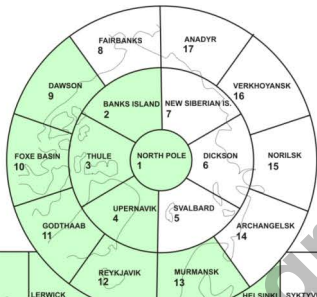 FAIRBANKS
8
ANADYR
17
DAWSON
9
BANKS ISLAND
2
NEW SIBERIAN IS.
7
VERKHOYANSK
16
FOXE BASIN
10
THULE
3
NORTH POLE
1
DICKSON
6
NORILSK
15
UPERNAVIK
4
SVALBARD
5
GODTHAAB
11
ARCHANGELSK
14
REYKJAVIK
12
MURMANSK
13
LERWICK
HELSINKI